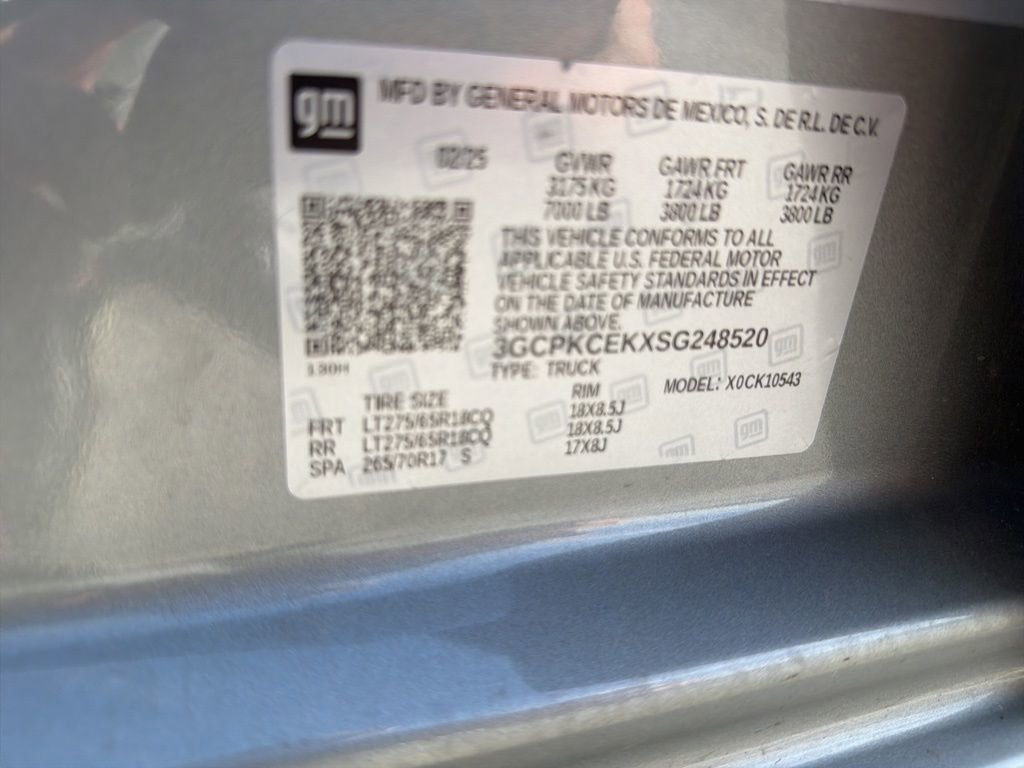 gm
MFD BY GENERAL MOTORS DE MEXICO, S. DE R.L. DE C.V.
02/25 GVWR GAWR FRT GAWR RR
3175 KG 1724 KG 1724 KG
7000 LB 3800 LB 3800 LB
THIS VEHICLE CONFORMS TO ALL
APPLICABLE U.S. FEDERAL MOTOR
VEHICLE SAFETY STANDARDS IN EFFECT
ON THE DATE OF MANUFACTURE
SHOWN ABOVE.
3GCPKCEKXSG248520
TYPE: TRUCK MODEL: X0CK10543
TIRE SIZE RIM
FRT LT275/65R18CQ 18X8.5J
RR LT275/65R18CQ 18X8.5J
SPA 265/70R17 S 17X8J